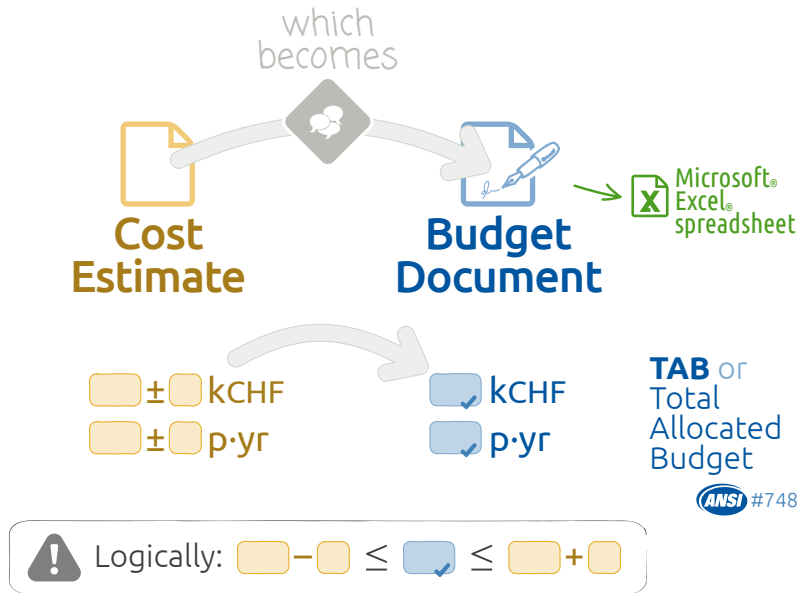 which
becomes
Cost
Estimate
Budget
Document
Microsoft®
Excel®
spreadsheet
± kCHF
± p·yr
kCHF
p·yr
TAB or
Total
Allocated
Budget
ANSI #748
Logically: − ≤ ≤ +